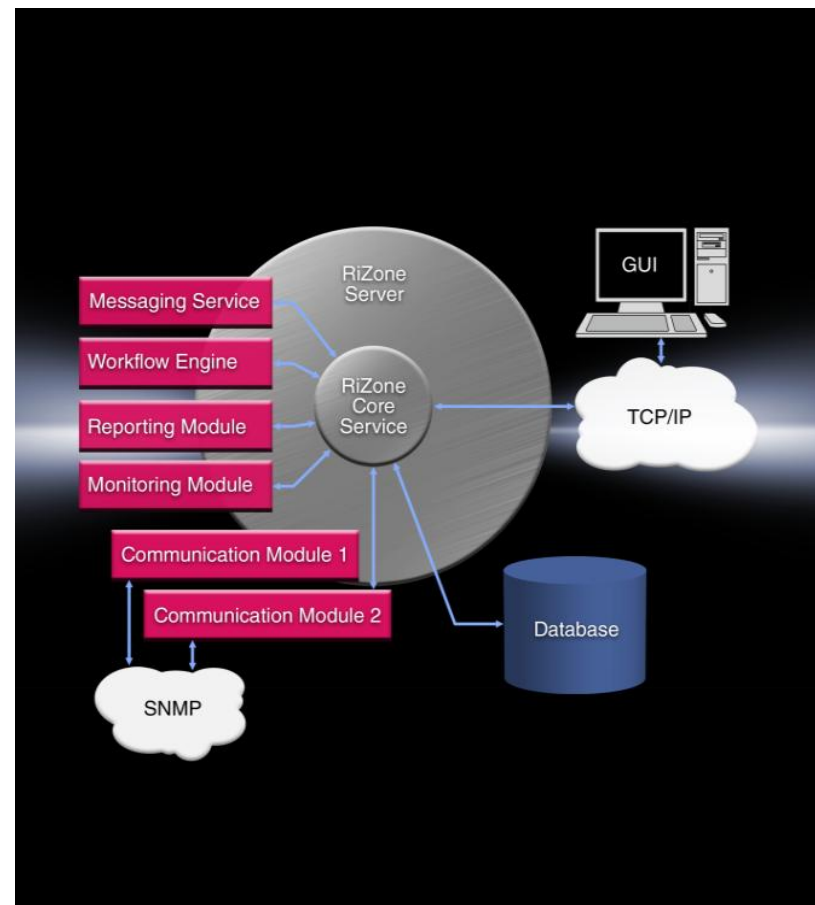 RiZone
Server
Messaging Service
Workflow Engine
Reporting Module
Monitoring Module
RiZone
Core
Service
GUI
TCP/IP
Communication Module 1
Communication Module 2
Database
SNMP